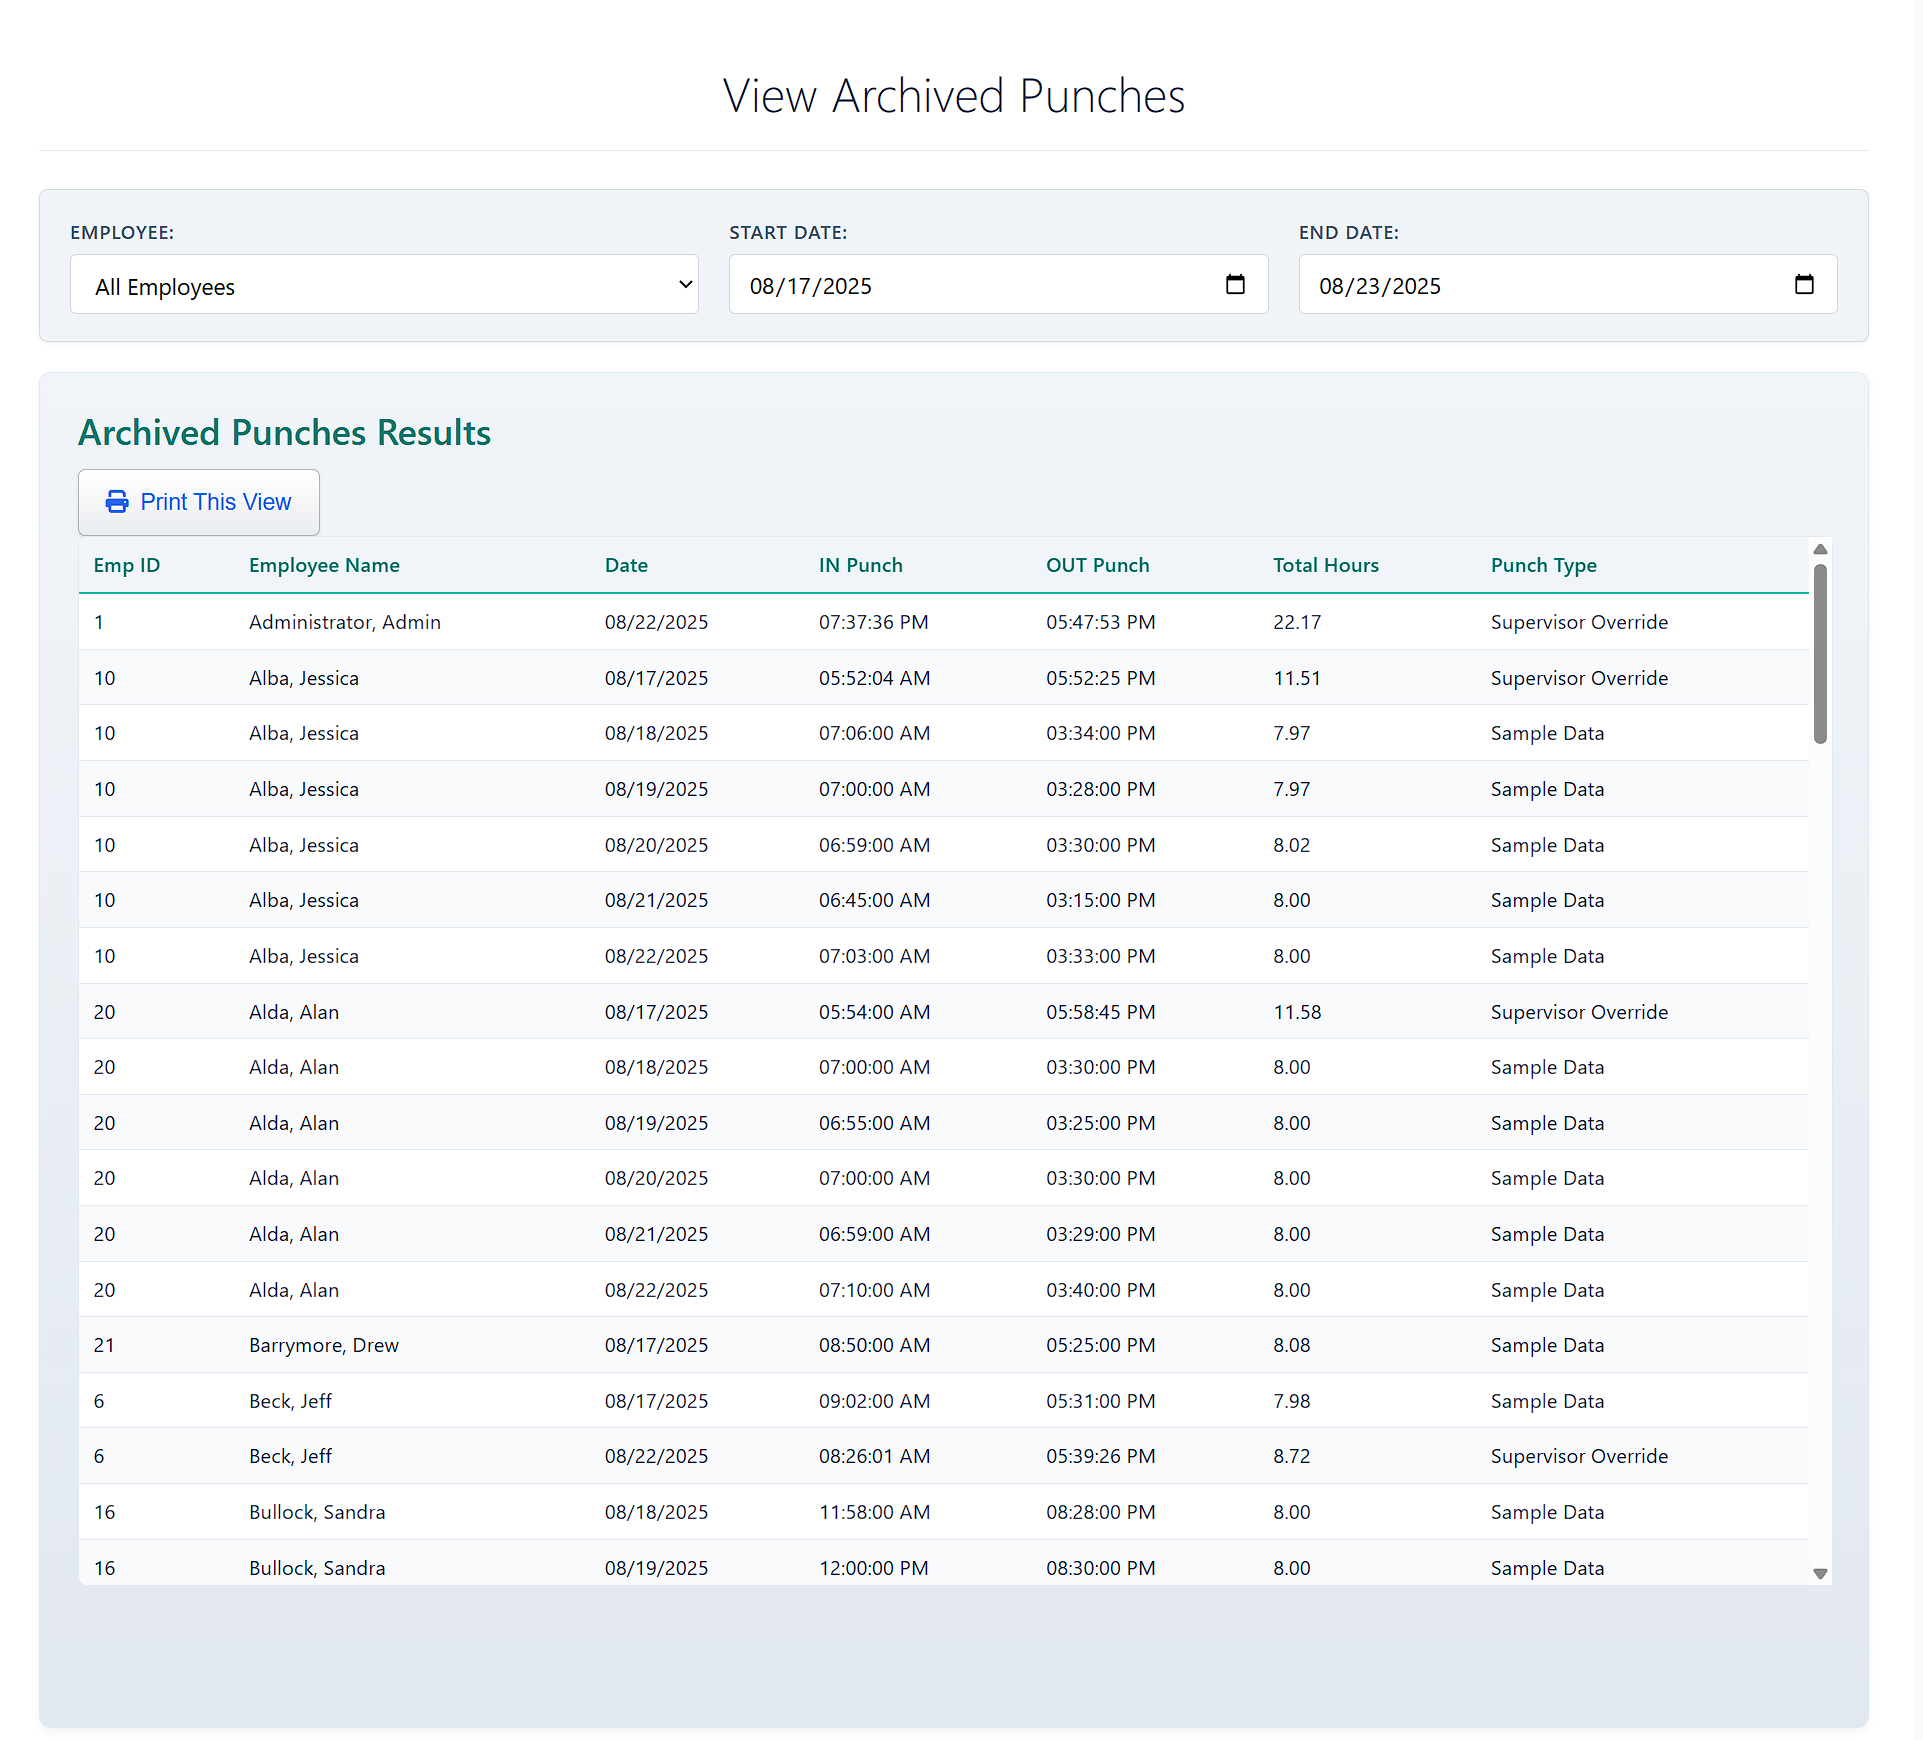 View Archived Punches
EMPLOYEE: START DATE: END DATE:
All Employees 08/17/2025 08/23/2025
Archived Punches Results
Print This View
Emp ID Employee Name Date IN Punch OUT Punch Total Hours Punch Type
1 Administrator, Admin 08/22/2025 07:37:36 PM 05:47:53 PM 22.17 Supervisor Override
10 Alba, Jessica 08/17/2025 05:52:04 AM 05:52:25 PM 11.51 Supervisor Override
10 Alba, Jessica 08/18/2025 07:06:00 AM 03:34:00 PM 7.97 Sample Data
10 Alba, Jessica 08/19/2025 07:00:00 AM 03:28:00 PM 7.97 Sample Data
10 Alba, Jessica 08/20/2025 06:59:00 AM 03:30:00 PM 8.02 Sample Data
10 Alba, Jessica 08/21/2025 06:45:00 AM 03:15:00 PM 8.00 Sample Data
10 Alba, Jessica 08/22/2025 07:03:00 AM 03:33:00 PM 8.00 Sample Data
20 Alda, Alan 08/17/2025 05:54:00 AM 05:58:45 PM 11.58 Supervisor Override
20 Alda, Alan 08/18/2025 07:00:00 AM 03:30:00 PM 8.00 Sample Data
20 Alda, Alan 08/19/2025 06:55:00 AM 03:25:00 PM 8.00 Sample Data
20 Alda, Alan 08/20/2025 07:00:00 AM 03:30:00 PM 8.00 Sample Data
20 Alda, Alan 08/21/2025 06:59:00 AM 03:29:00 PM 8.00 Sample Data
20 Alda, Alan 08/22/2025 07:10:00 AM 03:40:00 PM 8.00 Sample Data
21 Barrymore, Drew 08/17/2025 08:50:00 AM 05:25:00 PM 8.08 Sample Data
6 Beck, Jeff 08/17/2025 09:02:00 AM 05:31:00 PM 7.98 Sample Data
6 Beck, Jeff 08/22/2025 08:26:01 AM 05:39:26 PM 8.72 Supervisor Override
16 Bullock, Sandra 08/18/2025 11:58:00 AM 08:28:00 PM 8.00 Sample Data
16 Bullock, Sandra 08/19/2025 12:00:00 PM 08:30:00 PM 8.00 Sample Data